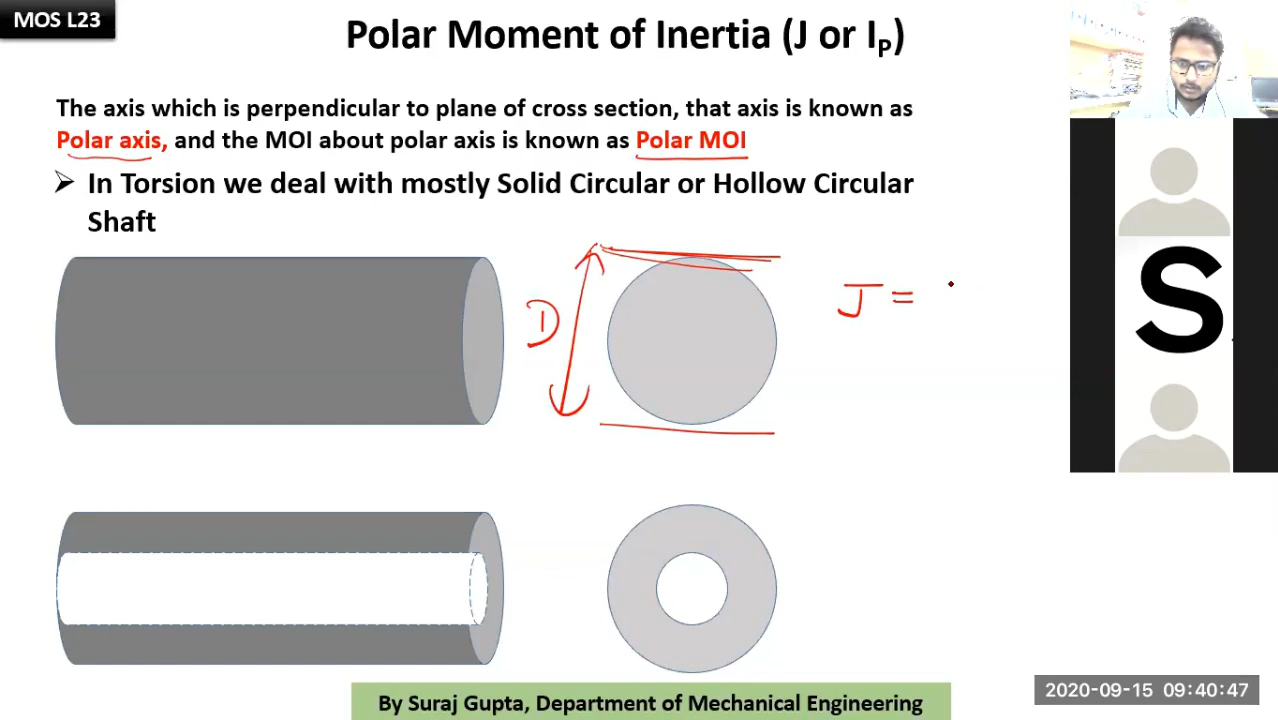 MOS L23
Polar Moment of Inertia (J or IP)
The axis which is perpendicular to plane of cross section, that axis is known as
Polar axis, and the MOI about polar axis is known as Polar MOI
➢ In Torsion we deal with mostly Solid Circular or Hollow Circular
Shaft
D
J =
S
By Suraj Gupta, Department of Mechanical Engineering
2020-09-15 09:40:47